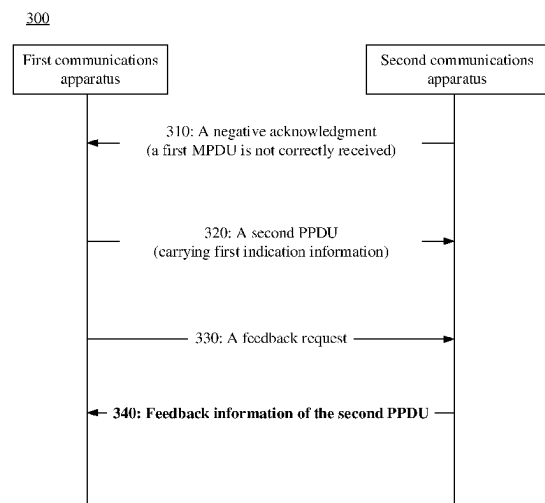 300
First communications
apparatus
Second communications
apparatus
310: A negative acknowledgment
(a first MPDU is not correctly received)
320: A second PPDU
(carrying first indication information)
330: A feedback request
340: Feedback information of the second PPDU